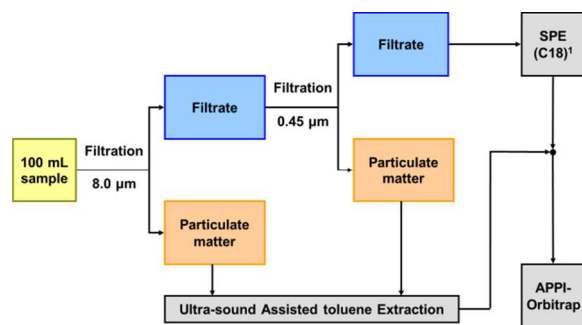 100 mL
sample
Filtration
8.0 µm
Filtrate
Particulate
matter
Filtration
0.45 µm
Filtrate
Particulate
matter
SPE
(C18)¹
Ultra-sound Assisted toluene Extraction
APPI-
Orbitrap